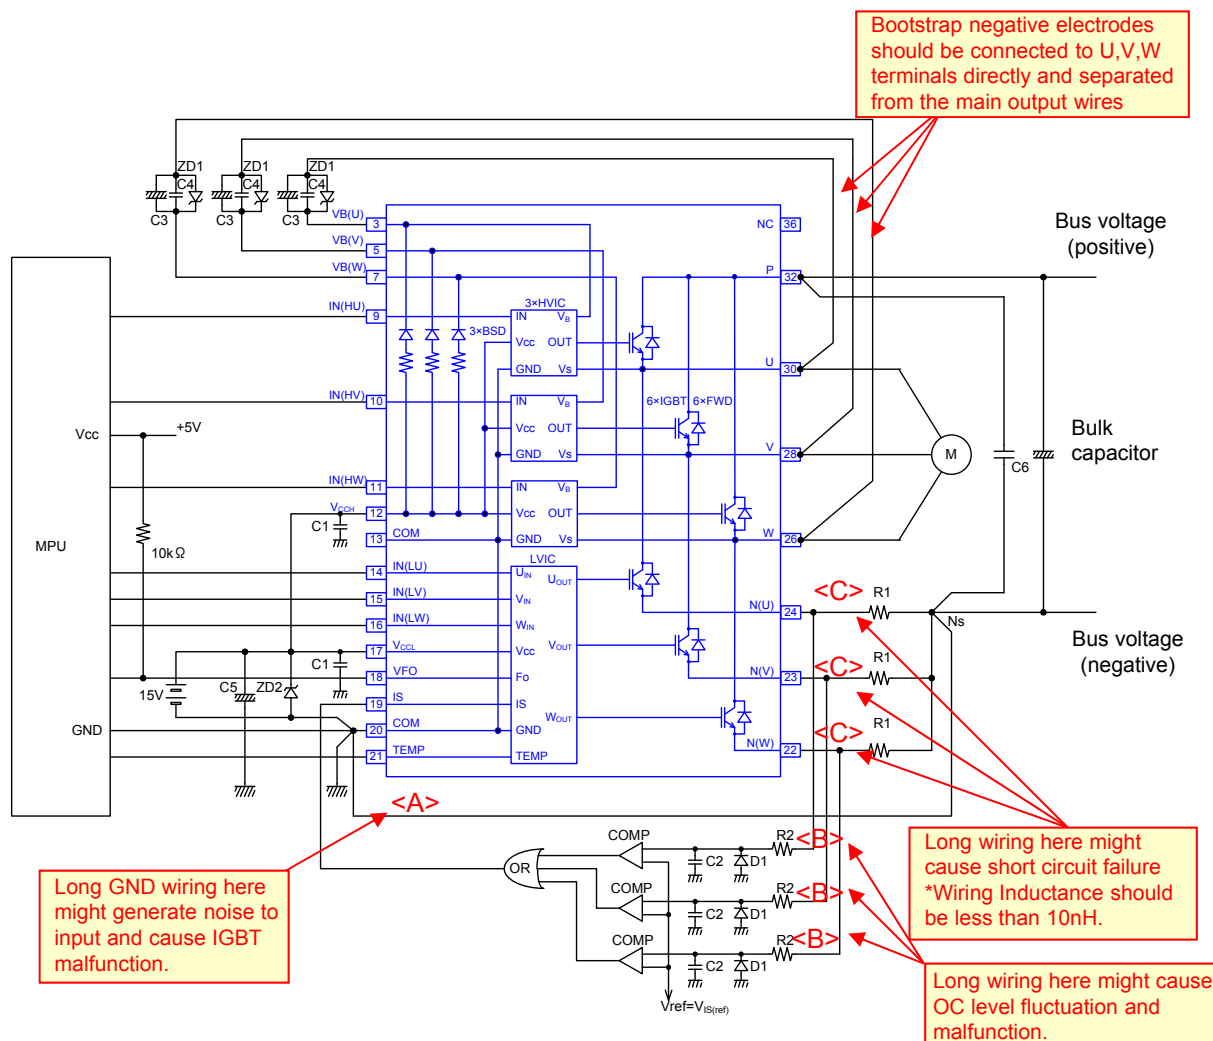 Bootstrap negative electrodes
should be connected to U,V,W
terminals directly and separated
from the main output wires
ZD1
ZD1
ZD1
C4
C4
C4
C3
C3
C3
VB(U)
3
NC
36
VB(V)
5
Bus voltage
(positive)
VB(W)
7
P
32
3×HVIC
IN(HU)
9
IN
VB
3×BSD
Vcc
OUT
GND
Vs
U
30
IN(HV)
10
IN
VB
6×IGBT
6×FWD
Vcc
+5V
Vcc
OUT
Bulk
capacitor
GND
Vs
V
28
M
C6
IN(HW)
11
IN
VB
VCCH
12
Vcc
OUT
C1
COM
13
GND
Vs
W
26
MPU
10kΩ
LVIC
IN(LU)
14
UIN
UOUT
IN(LV)
15
VIN
<C>
R1
IN(LW)
16
WIN
N(U)
24
Ns
VCCL
17
Vcc
VOUT
Bus voltage
(negative)
C1
VFO
18
Fo
N(V)
23
<C>
R1
15V
C5
ZD2
IS
19
IS
WOUT
<C>
R1
GND
COM
20
GND
N(W)
22
TEMP
21
TEMP
<A>
COMP
R2
<B>
Long wiring here might
cause short circuit failure
*Wiring Inductance should
be less than 10nH.
C2
D1
OR
Long GND wiring here
might generate noise to
input and cause IGBT
malfunction.
COMP
R2
<B>
C2
D1
COMP
R2
<B>
C2
D1
Long wiring here might cause
OC level fluctuation and
malfunction.
Vref=VIS(ref)